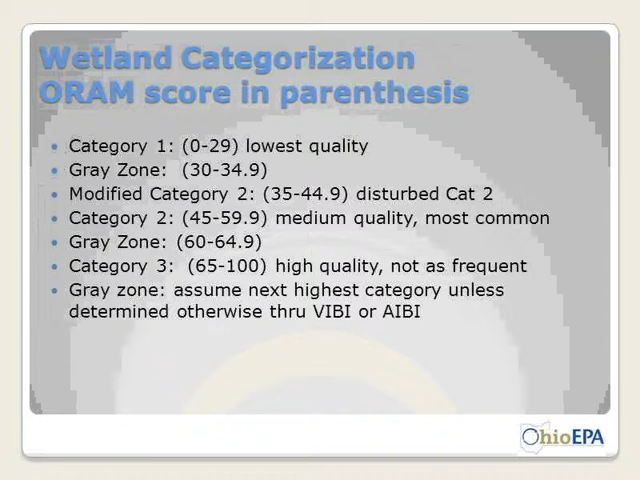 Wetland Categorization
ORAM score in parenthesis
Category 1: (0-29) lowest quality
Gray Zone: (30-34.9)
Modified Category 2: (35-44.9) disturbed Cat 2
Category 2: (45-59.9) medium quality, most common
Gray Zone: (60-64.9)
Category 3: (65-100) high quality, not as frequent
Gray zone: assume next highest category unless
determined otherwise thru VIBI or AIBI
OhioEPA